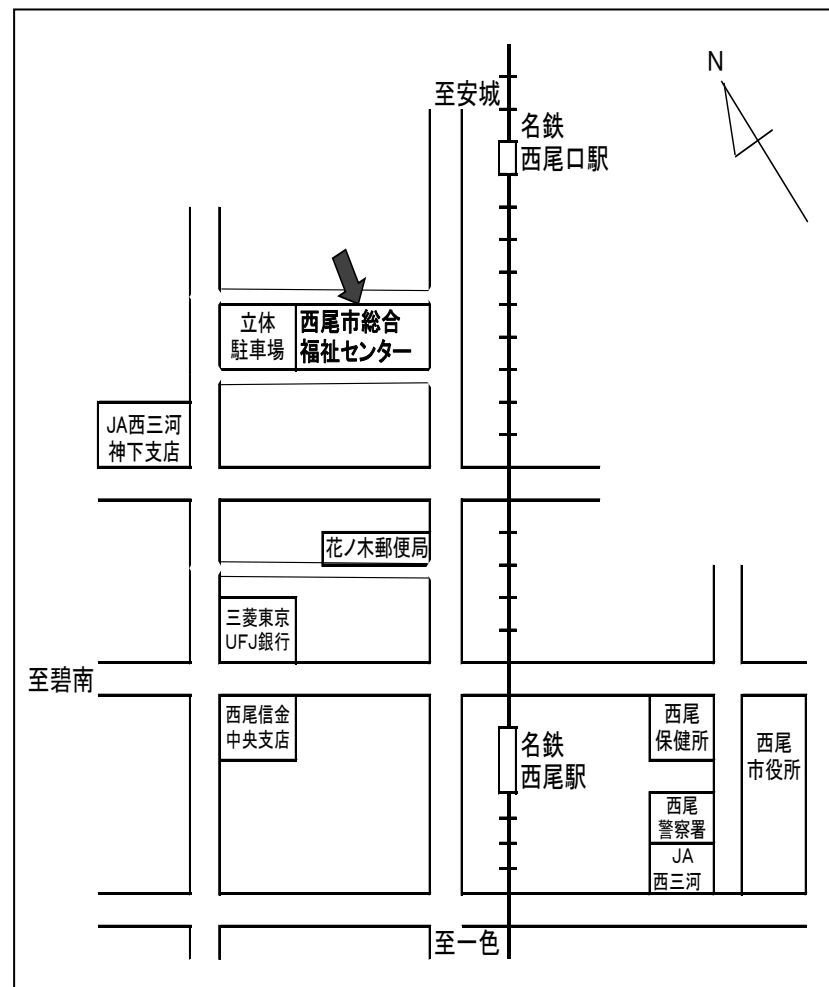 N
至安城
名鉄
西尾口駅
立体
駐車場
西尾市総合
福祉センター
JA西三河
神下支店
花ノ木郵便局
三菱東京
UFJ銀行
至碧南
西尾信金
中央支店
名鉄
西尾駅
西尾
保健所
西尾
市役所
西尾
警察署
JA
西三河
至一色